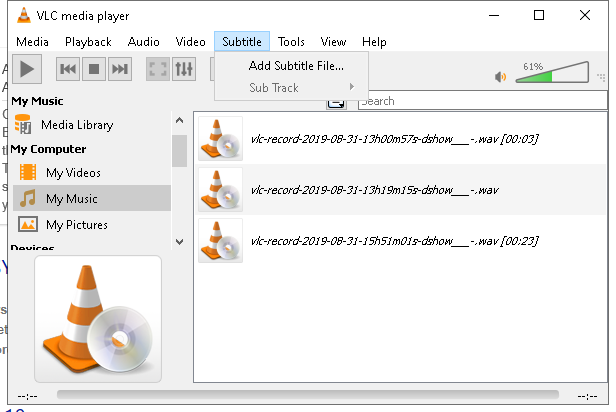 VLC media player
Media Playback Audio Video Subtitle Tools View Help
Add Subtitle File...
Sub Track
61%
My Music
Search
Media Library
My Computer
My Videos
My Music
My Pictures
Devices
vlc-record-2019-08-31-13h00m57s-dshow___-.wav [00:03]
vlc-record-2019-08-31-13h19m15s-dshow___-.wav
vlc-record-2019-08-31-15h51m01s-dshow___-.wav [00:23]
--:--
--:--